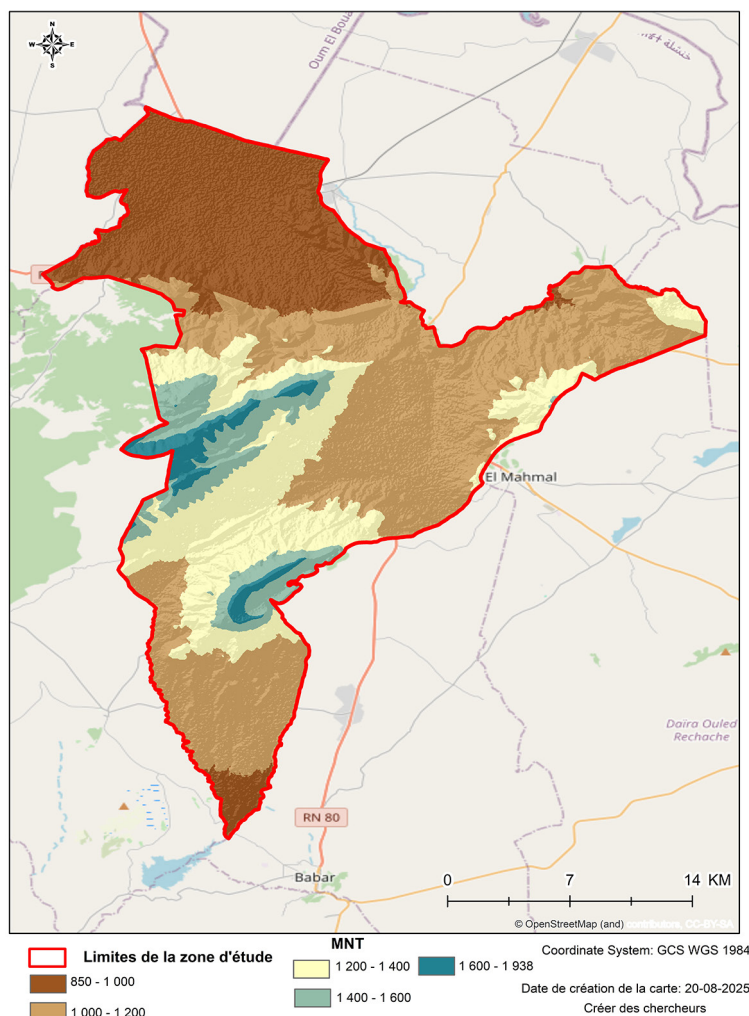 N
W E
S
Oum El Boua
خنشلة
El Mahmal
Daïra Ouled
Rechache
RN 80
Babar
0 7 14 KM
© OpenStreetMap (and) contributors, CC-BY-SA
MNT
Limites de la zone d'étude
850 - 1 000
1 000 - 1 200
1 200 - 1 400
1 400 - 1 600
1 600 - 1 938
Coordinate System: GCS WGS 1984
Date de création de la carte: 20-08-2025
Créer des chercheurs